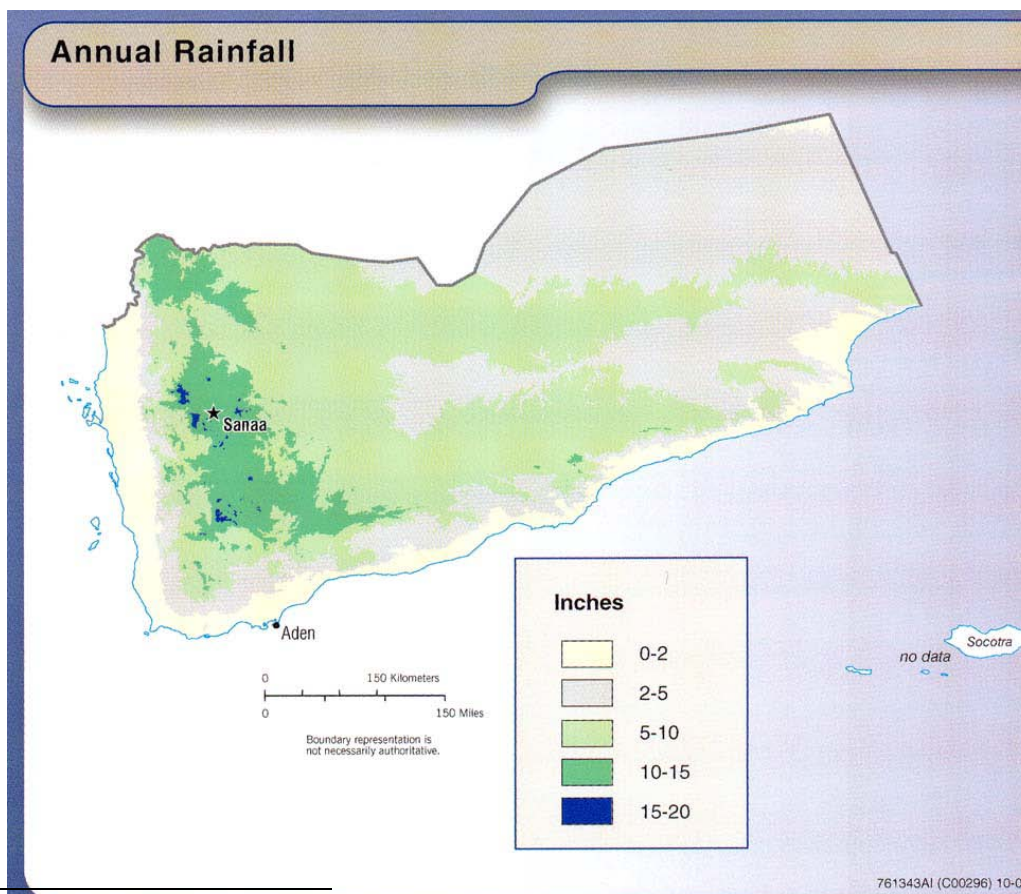 Annual Rainfall
Sanaa
Aden
0 150 Kilometers
0 150 Miles
Boundary representation is
not necessarily authoritative.
Inches
0-2
2-5
5-10
10-15
15-20
Socotra
no data
761343AI (C00296) 10-0